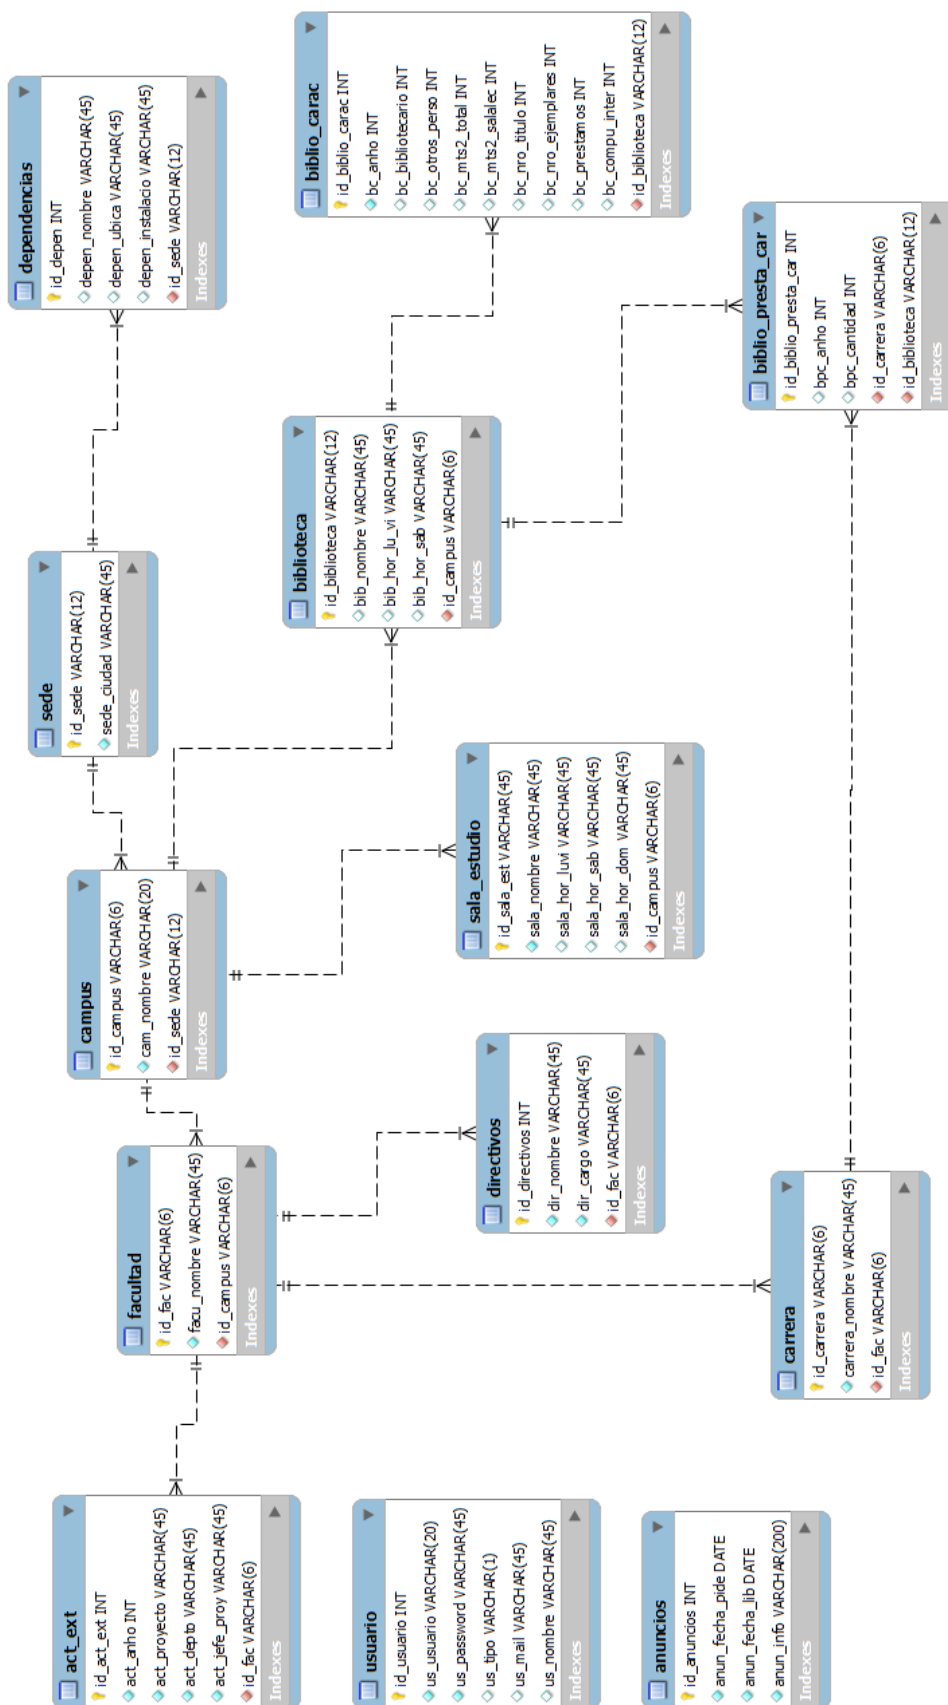 act_ext
id_act_ext INT
act_anho INT
act_proyecto VARCHAR(45)
act_depto VARCHAR(45)
act_jefe_proy VARCHAR(45)
id_fac VARCHAR(6)
Indexes
facultad
id_fac VARCHAR(6)
facu_nombre VARCHAR(45)
id_campus VARCHAR(6)
Indexes
campus
id_campus VARCHAR(6)
cam_nombre VARCHAR(20)
id_sede VARCHAR(12)
Indexes
sede
id_sede VARCHAR(12)
sede_ciudad VARCHAR(45)
Indexes
dependencias
id_depen INT
depen_nombre VARCHAR(45)
depen_ubica VARCHAR(45)
depen_instalacio VARCHAR(45)
id_sede VARCHAR(12)
Indexes
usuario
id_usuario INT
us_usuario VARCHAR(20)
us_password VARCHAR(45)
us_tipo VARCHAR(1)
us_mail VARCHAR(45)
us_nombre VARCHAR(45)
Indexes
directivos
id_directivos INT
dir_nombre VARCHAR(45)
dir_cargo VARCHAR(45)
id_fac VARCHAR(6)
Indexes
sala_estudio
id_sala_est VARCHAR(45)
sala_nombre VARCHAR(45)
sala_hor_luvi VARCHAR(45)
sala_hor_sab VARCHAR(45)
sala_hor_dom VARCHAR(45)
id_campus VARCHAR(6)
Indexes
biblioteca
id_biblioteca VARCHAR(12)
bib_nombre VARCHAR(45)
bib_hor_lu_vi VARCHAR(45)
bib_hor_sab VARCHAR(45)
id_campus VARCHAR(6)
Indexes
biblio_carac
id_biblio_carac INT
bc_anho INT
bc_bibliotecario INT
bc_otros_perso INT
bc_mts2_total INT
bc_mts2_salalec INT
bc_nro_titulo INT
bc_nro_ejemplares INT
bc_prestamos INT
bc_compu_inter INT
id_biblioteca VARCHAR(12)
Indexes
anuncios
id_anuncios INT
anun_fecha_pide DATE
anun_fecha_lib DATE
anun_info VARCHAR(200)
Indexes
carrera
id_carrera VARCHAR(6)
carrera_nombre VARCHAR(45)
id_fac VARCHAR(6)
Indexes
biblio_presta_car
id_biblio_presta_car INT
bpc_anho INT
bpc_cantidad INT
id_carrera VARCHAR(6)
id_biblioteca VARCHAR(12)
Indexes